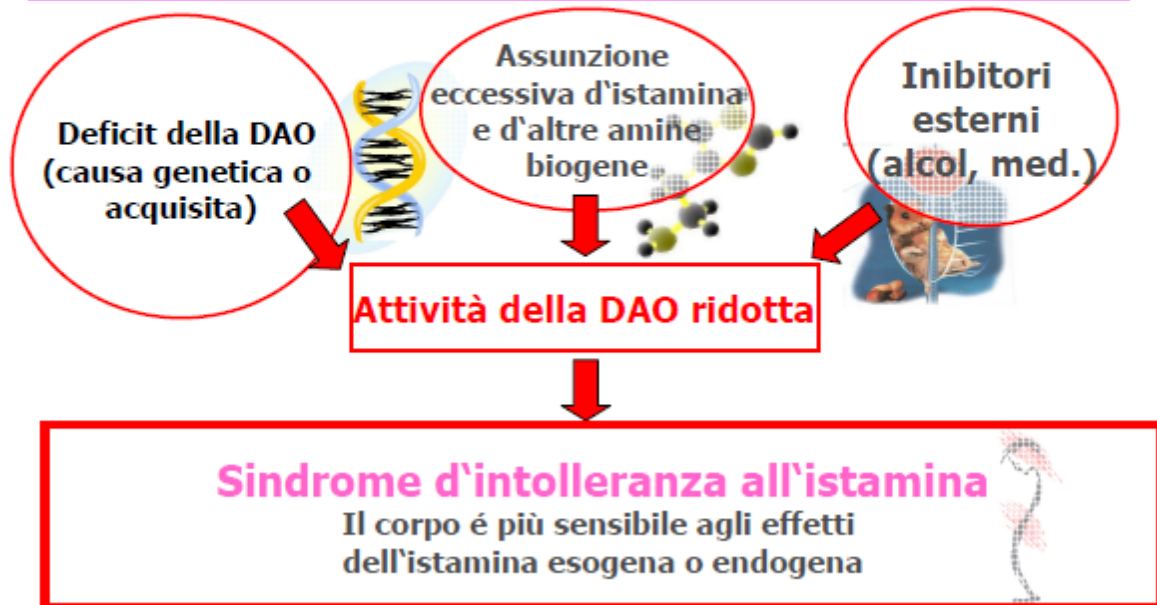 Deficit della DAO
(causa genetica o
acquisita)
Assunzione
eccessiva d‘istamina
e d‘altre amine
biogene
Inibitori
esterni
(alcol, med.)
Attività della DAO ridotta
Sindrome d‘intolleranza all‘istamina
Il corpo é più sensibile agli effetti
dell‘istamina esogena o endogena